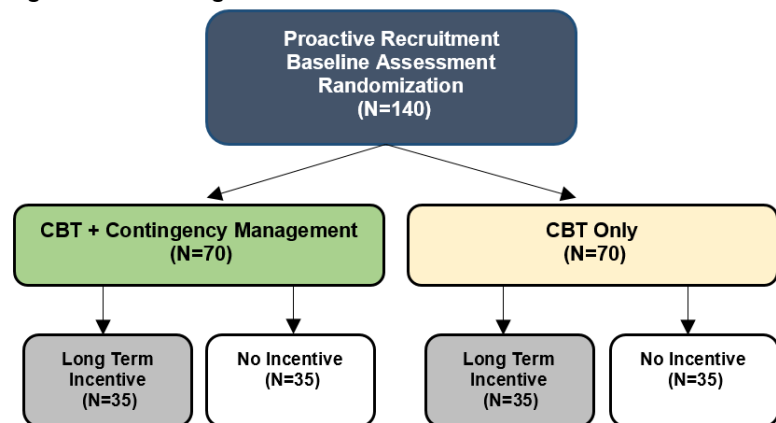 Proactive Recruitment
Baseline Assessment
Randomization
(N=140)
CBT + Contingency Management
(N=70)
CBT Only
(N=70)
Long Term
Incentive
(N=35)
No Incentive
(N=35)
Long Term
Incentive
(N=35)
No Incentive
(N=35)